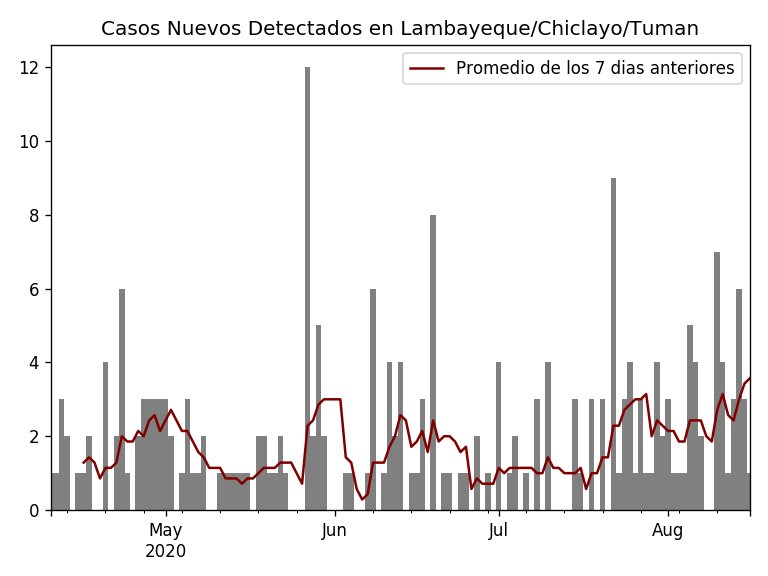 Casos Nuevos Detectados en Lambayeque/Chiclayo/Tuman
Promedio de los 7 dias anteriores
12
10
8
6
4
2
0
May
2020
Jun
Jul
Aug